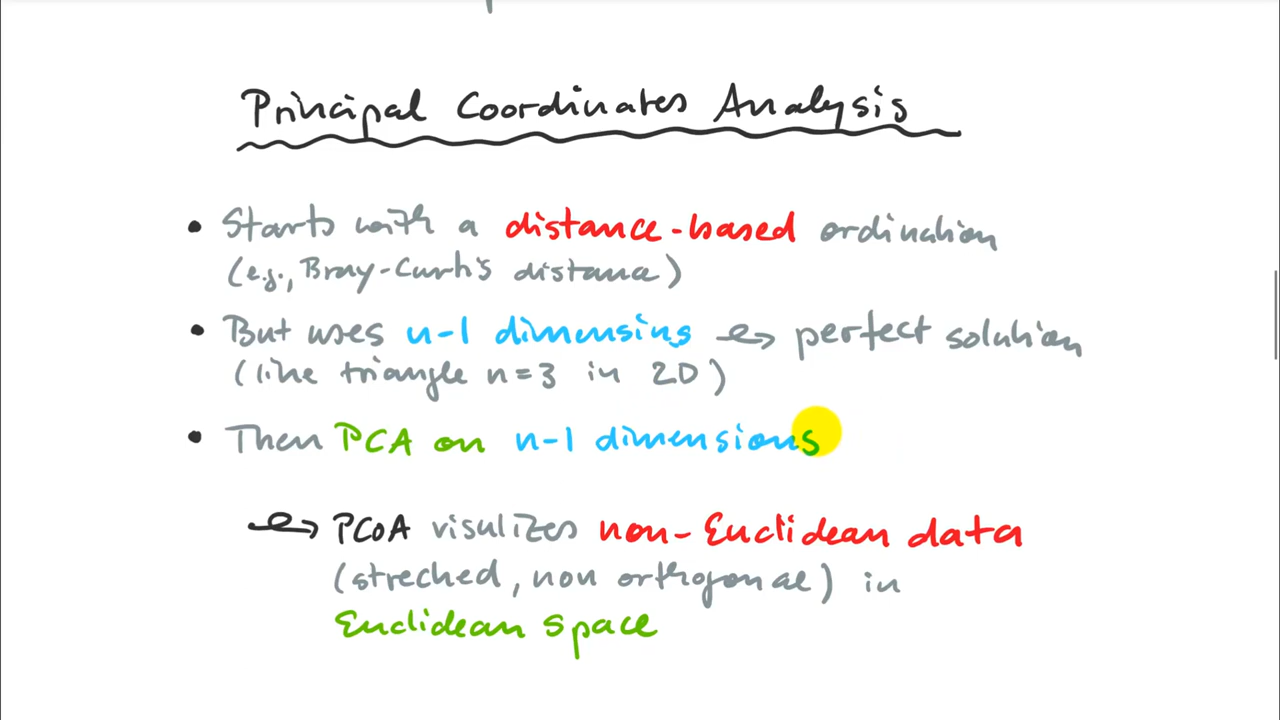 Principal Coordinates Analysis
• Starts with a distance-based ordination
(e.g., Bray-Curtis distance)
• But uses n-1 dimensins ↪ perfect solution
(like triangle n=3 in 2D)
• Then PCA on n-1 dimensions
↪ PCoA visulizes non-Euclidean data
(streched, non orthogonal) in
Euclidean space